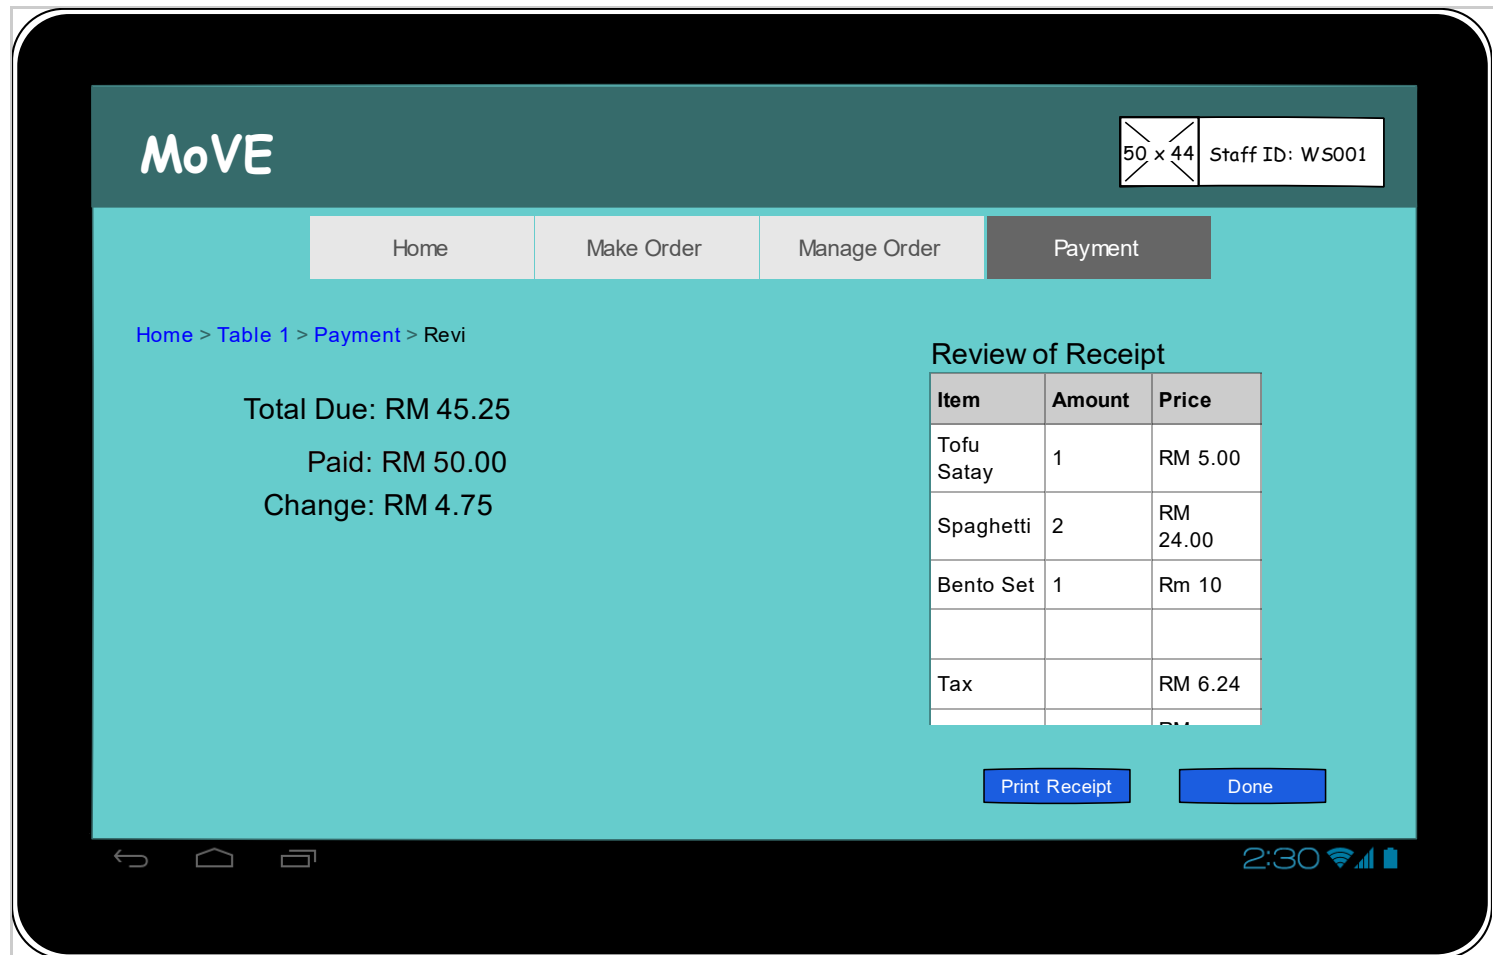 MoVE
50 x 44 Staff ID: WS001
Home Make Order Manage Order Payment
Home > Table 1 > Payment > Revi
Total Due: RM 45.25
Paid: RM 50.00
Change: RM 4.75
Review of Receipt
Item Amount Price
Tofu
Satay 1 RM 5.00
Spaghetti 2 RM
24.00
Bento Set 1 Rm 10
Tax RM 6.24
Print Receipt Done
2:30